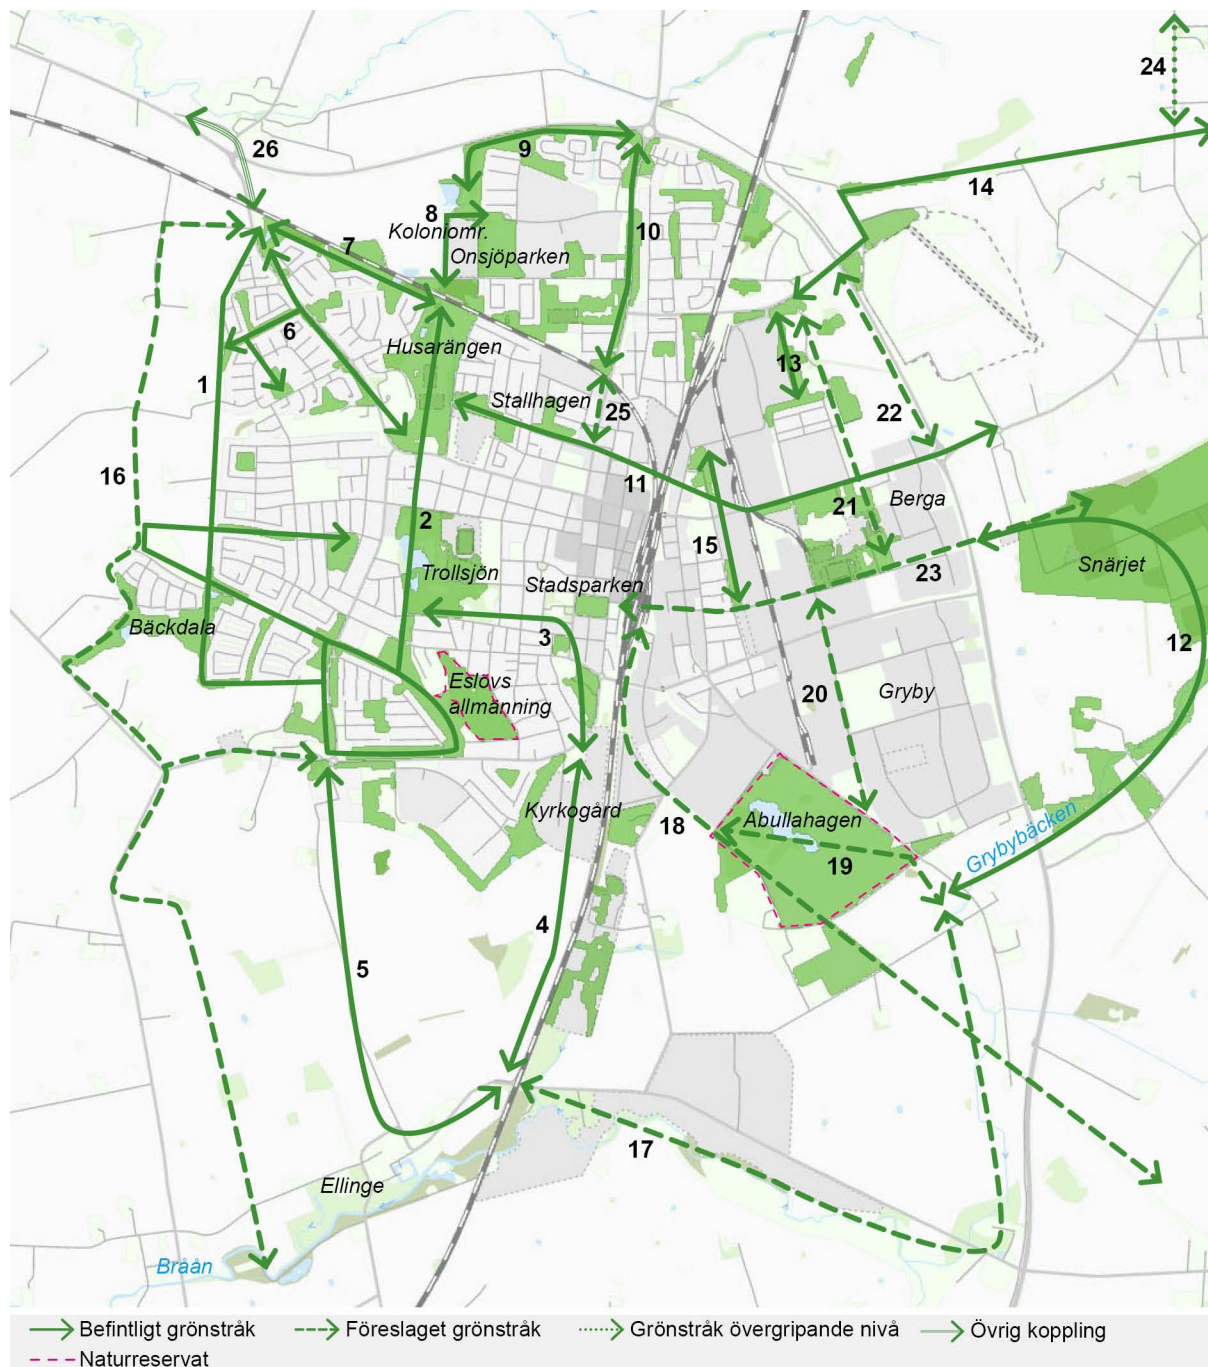 24
26
9
14
8
Koloniomr.
10
7
Onsjöparken
6
Husarängen
13
1
Stallhagen
25
22
16
11
21
Berga
2
15
Trollsjön
Stadsparken
23
Snärjet
Bäckdala
3
12
Eslövs
allmänning
20
Gryby
Kyrkogård
18
Abullahagen
Grybybäcken
19
4
5
17
Ellinge
Bråån
Befintligt grönstråk
Föreslaget grönstråk
Grönstråk övergripande nivå
Övrig koppling
Naturreservat